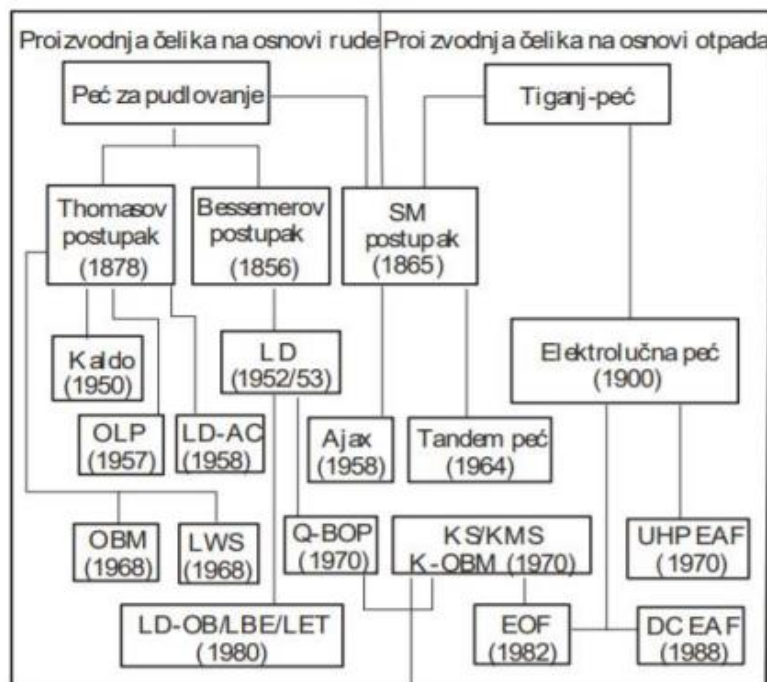 Proizvodnja čelika na osnovi rude
Proizvodnja čelika na osnovi otpada
Peć za pudlovanje
Tiganj-peć
Thomasov
postupak
(1878)
Bessemerov
postupak
(1856)
SM
postupak
(1865)
Kaldo
(1950)
LD
(1952/53)
Elektrolučna peć
(1900)
OLP
(1957)
LD-AC
(1958)
Ajax
(1958)
Tandem peć
(1964)
OBM
(1968)
LWS
(1968)
Q-BOP
(1970)
KS/KMS
K-OBM (1970)
UHP EAF
(1970)
LD-OB/LBE/LET
(1980)
EOF
(1982)
DC EAF
(1988)